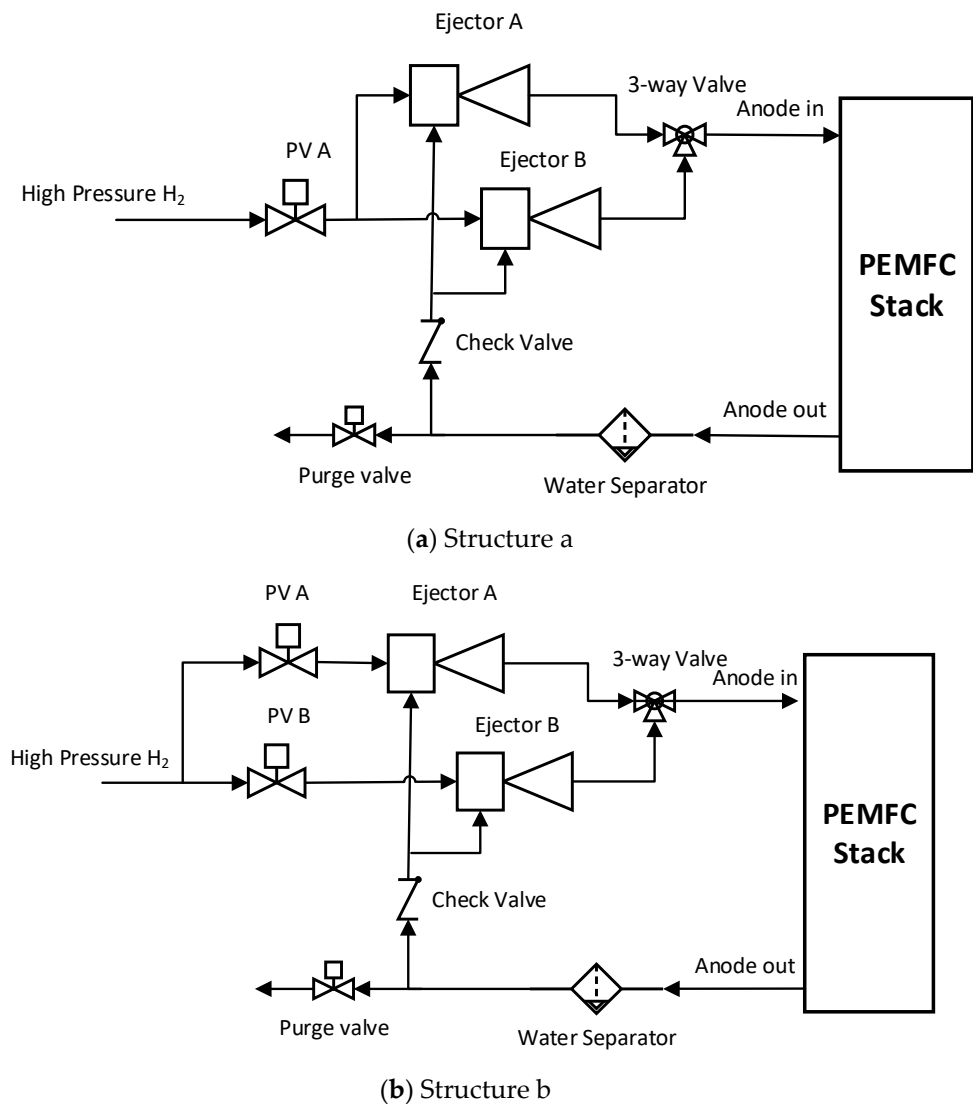 Ejector A
3-way Valve
Anode in
PV A
Ejector B
High Pressure H₂
PEMFC
Stack
Check Valve
Anode out
Purge valve
Water Separator
(a) Structure a
PV A
Ejector A
3-way Valve
Anode in
PV B
Ejector B
High Pressure H₂
PEMFC
Stack
Check Valve
Anode out
Purge valve
Water Separator
(b) Structure b